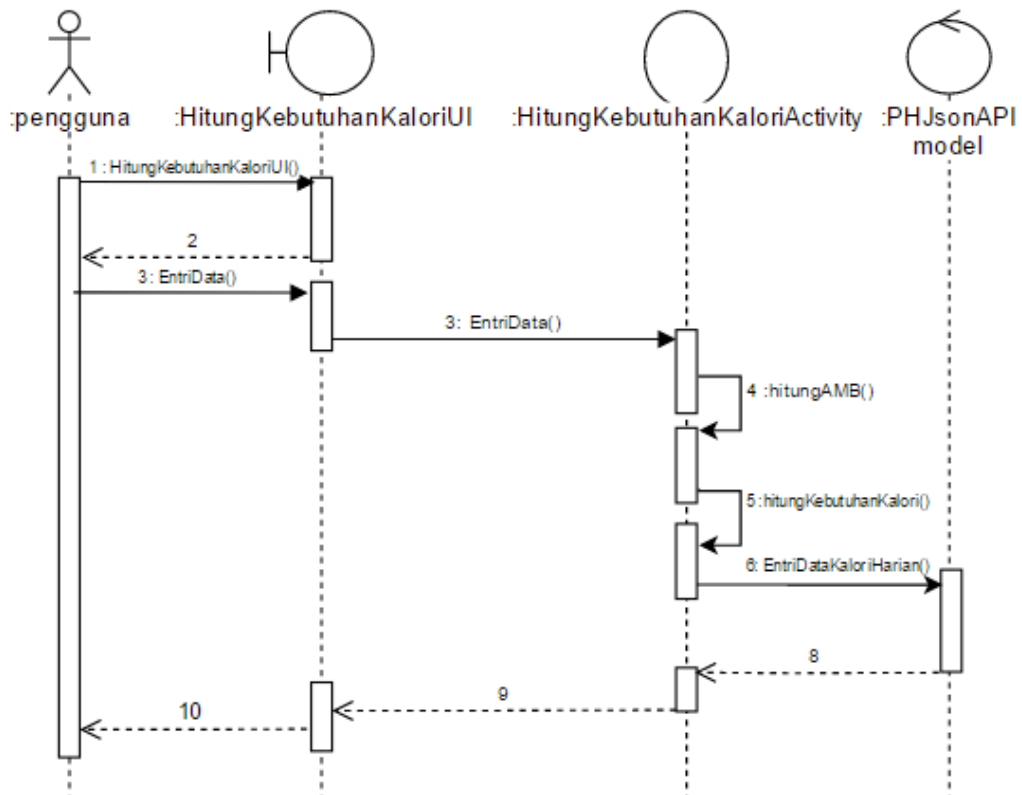 :pengguna
:HitungKebutuhanKaloriUI
:HitungKebutuhanKaloriActivity
:PHJsonAPI
model
1 : HitungKebutuhanKaloriUI()
2
3 : EntriData()
3: EntriData()
4 :hitungAMB()
5 :hitungKebutuhanKalori()
6: EntriDataKaloriHarian()
8
9
10